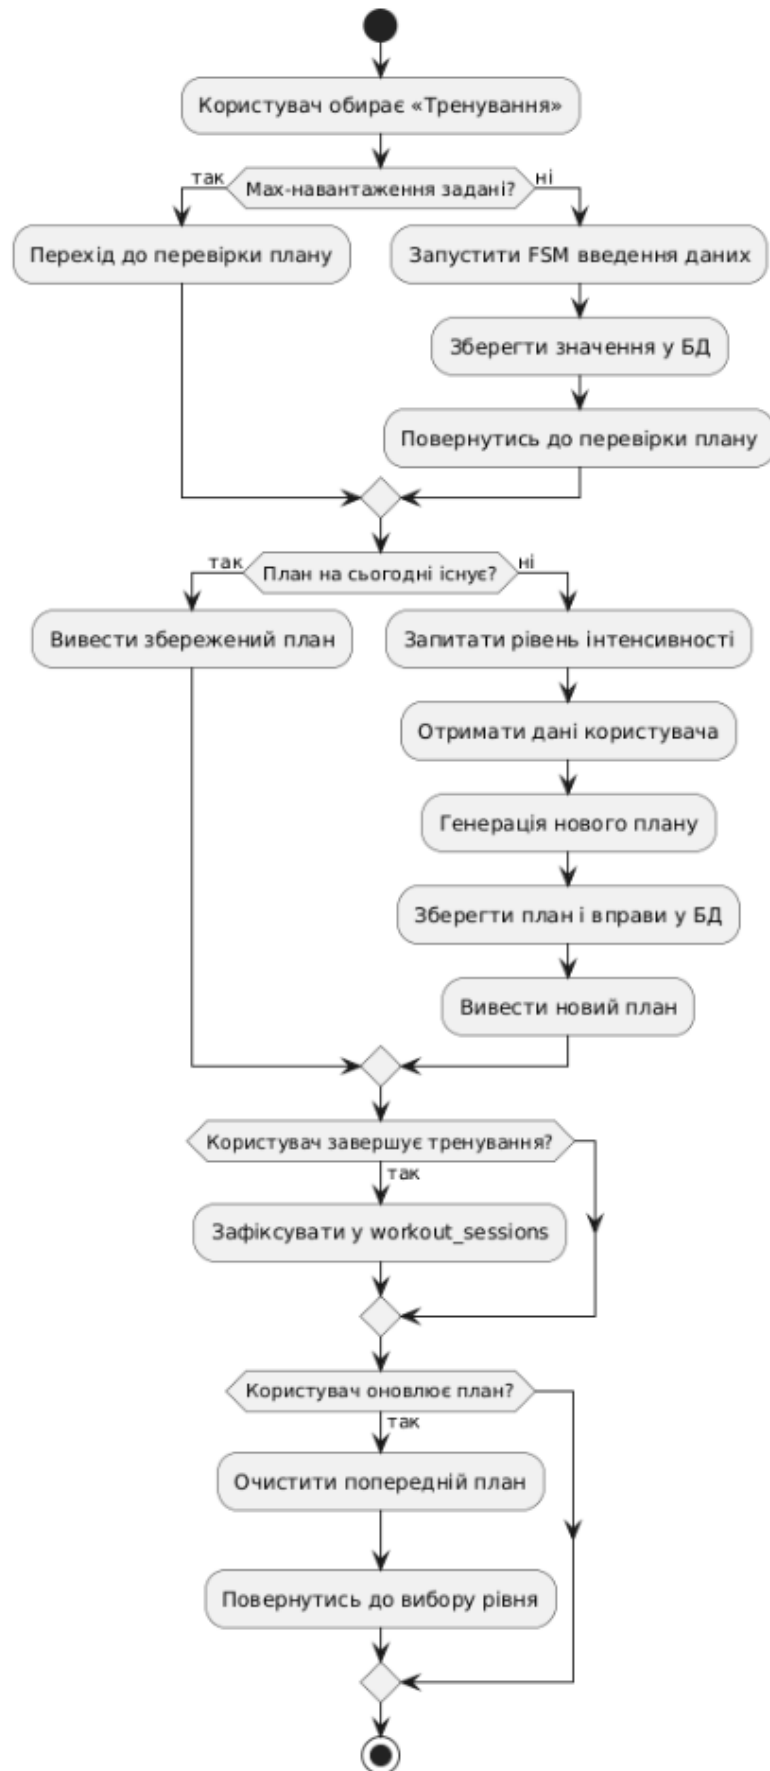 Користувач обирає «Тренування»
так
Max-навантаження задані?
ні
Перехід до перевірки плану
Запустити FSM введення даних
Зберегти значення у БД
Повернутись до перевірки плану
так
План на сьогодні існує?
ні
Вивести збережений план
Запитати рівень інтенсивності
Отримати дані користувача
Генерація нового плану
Зберегти план і вправи у БД
Вивести новий план
Користувач завершує тренування?
так
Зафіксувати у workout_sessions
Користувач оновлює план?
так
Очистити попередній план
Повернутись до вибору рівня